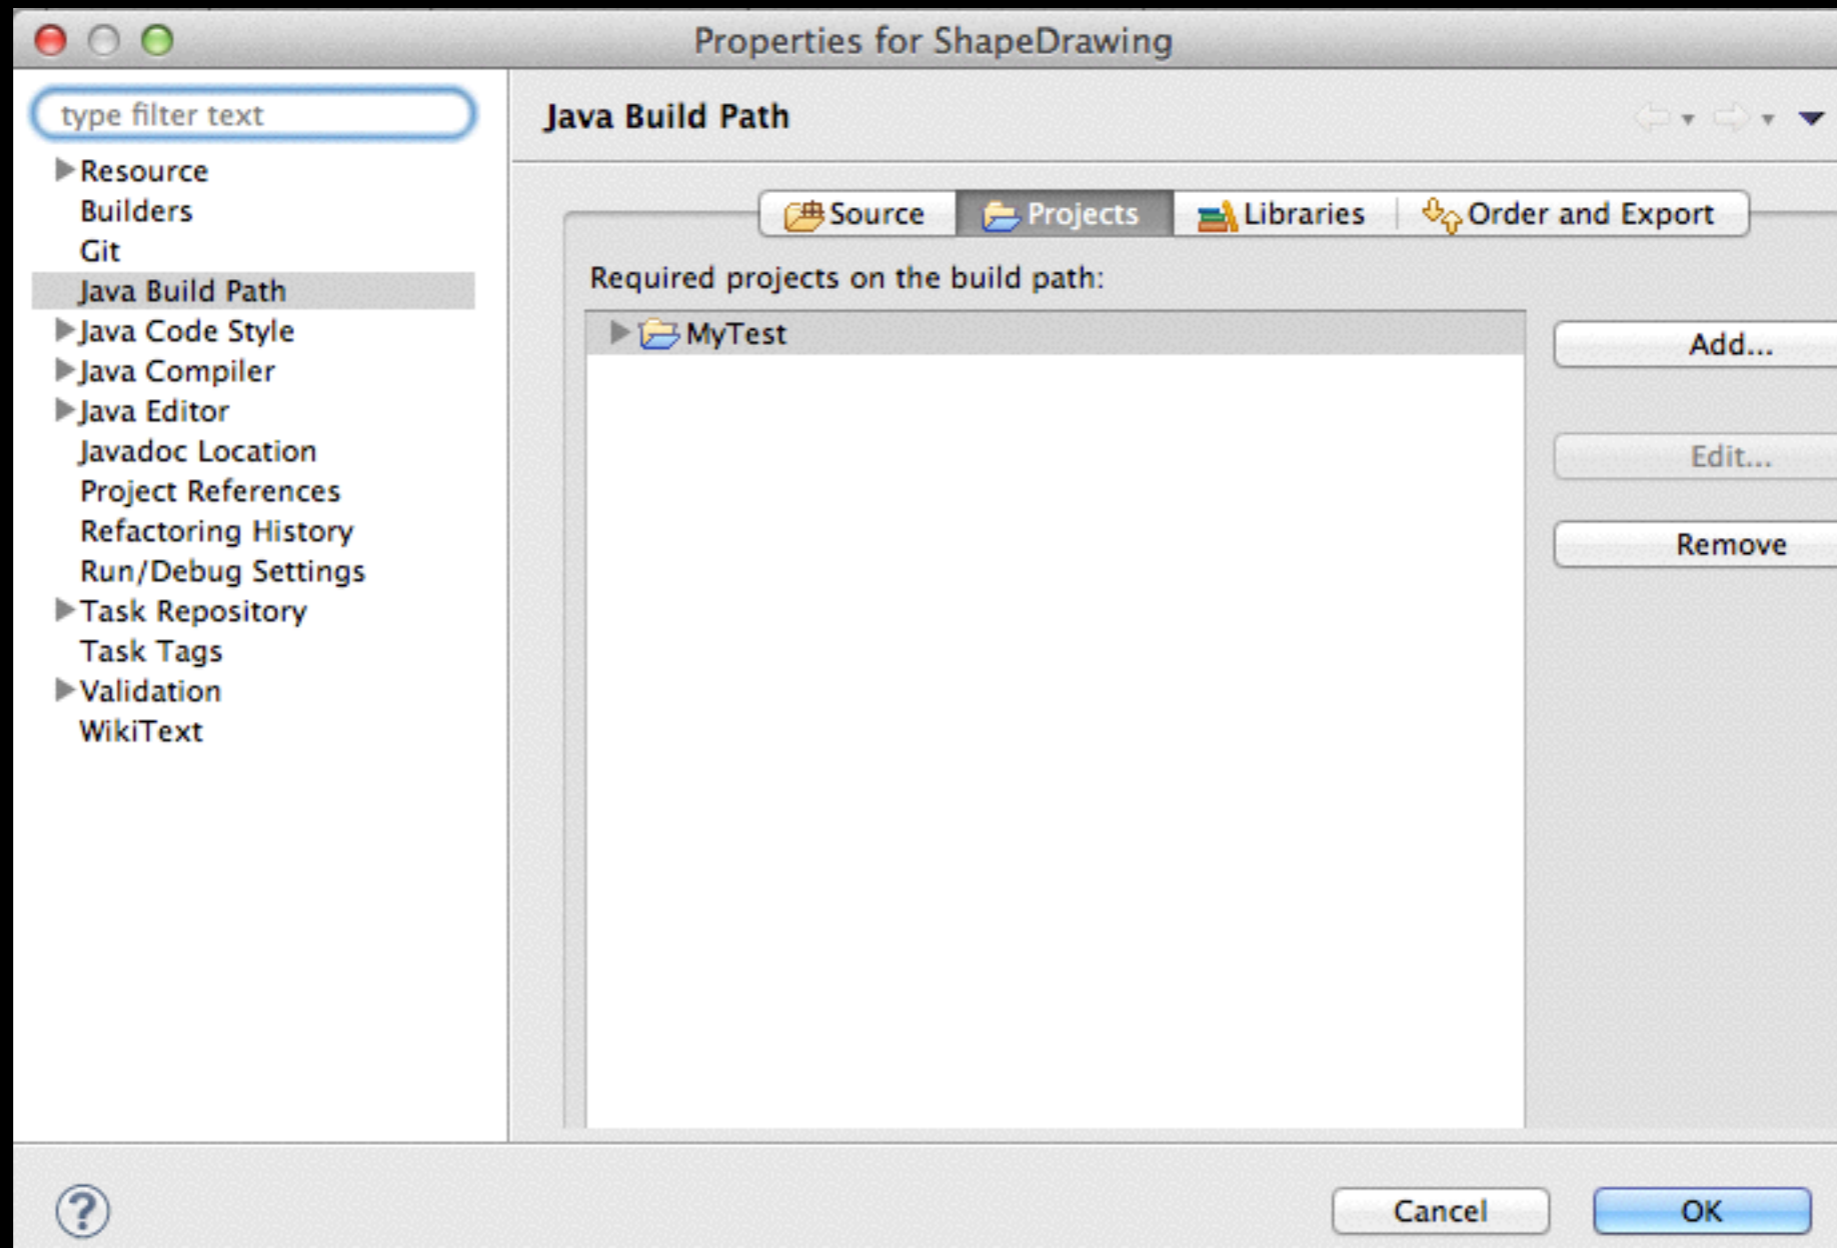 Properties for ShapeDrawing
type filter text
Resource
Builders
Git
Java Build Path
Java Code Style
Java Compiler
Java Editor
Javadoc Location
Project References
Refactoring History
Run/Debug Settings
Task Repository
Task Tags
Validation
WikiText
Java Build Path
Source Projects Libraries Order and Export
Required projects on the build path:
MyTest
Add...
Edit...
Remove
?
Cancel OK